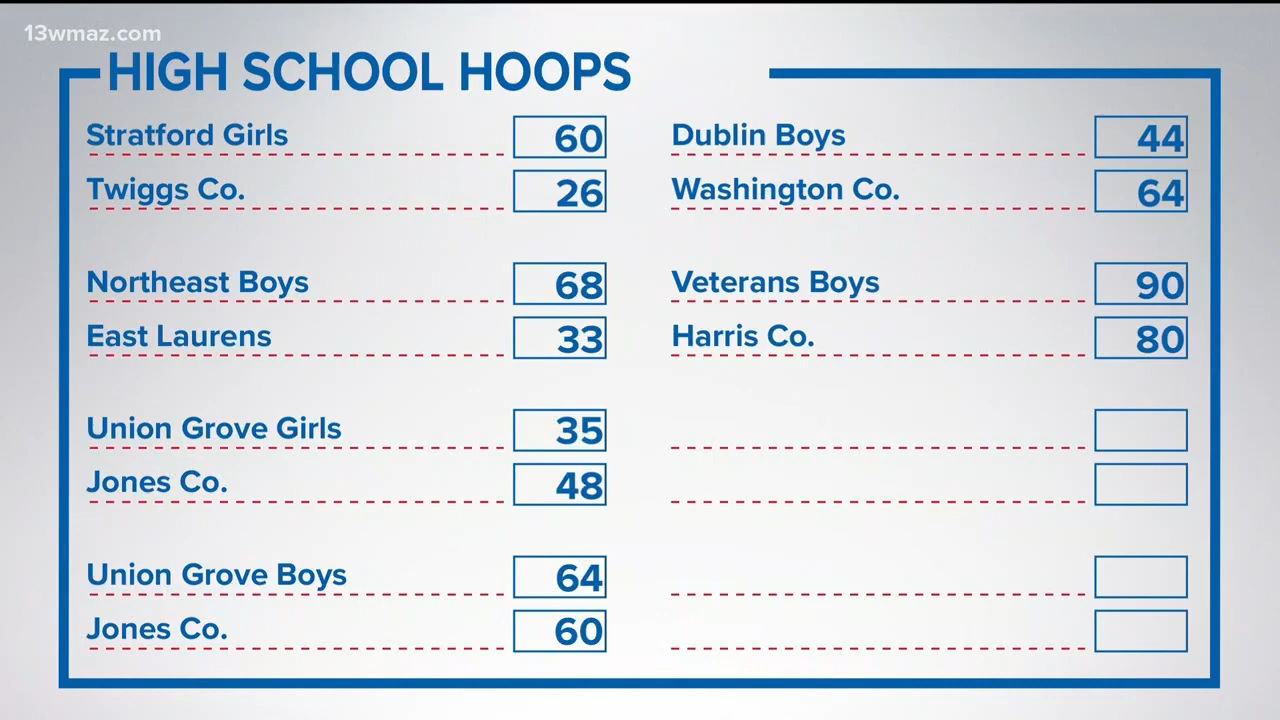 13wmaz.com
HIGH SCHOOL HOOPS
Stratford Girls 60
Twiggs Co. 26
Northeast Boys 68
East Laurens 33
Union Grove Girls 35
Jones Co. 48
Union Grove Boys 64
Jones Co. 60
Dublin Boys 44
Washington Co. 64
Veterans Boys 90
Harris Co. 80